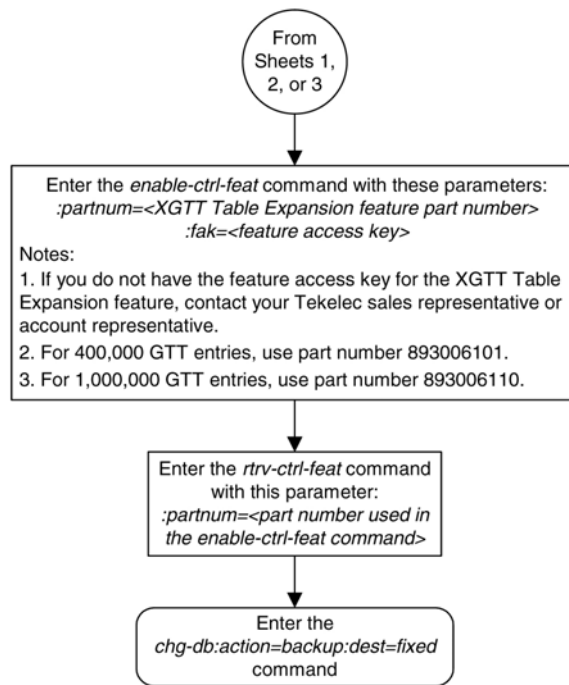 From
Sheets 1,
2, or 3
Enter the enable-ctrl-feat command with these parameters:
:partnum=<XGTT Table Expansion feature part number>
:fak=<feature access key>
Notes:
1. If you do not have the feature access key for the XGTT Table
Expansion feature, contact your Tekelec sales representative or
account representative.
2. For 400,000 GTT entries, use part number 893006101.
3. For 1,000,000 GTT entries, use part number 893006110.
Enter the rtrv-ctrl-feat command
with this parameter:
:partnum=<part number used in
the enable-ctrl-feat command>
Enter the
chg-db:action=backup:dest=fixed
command